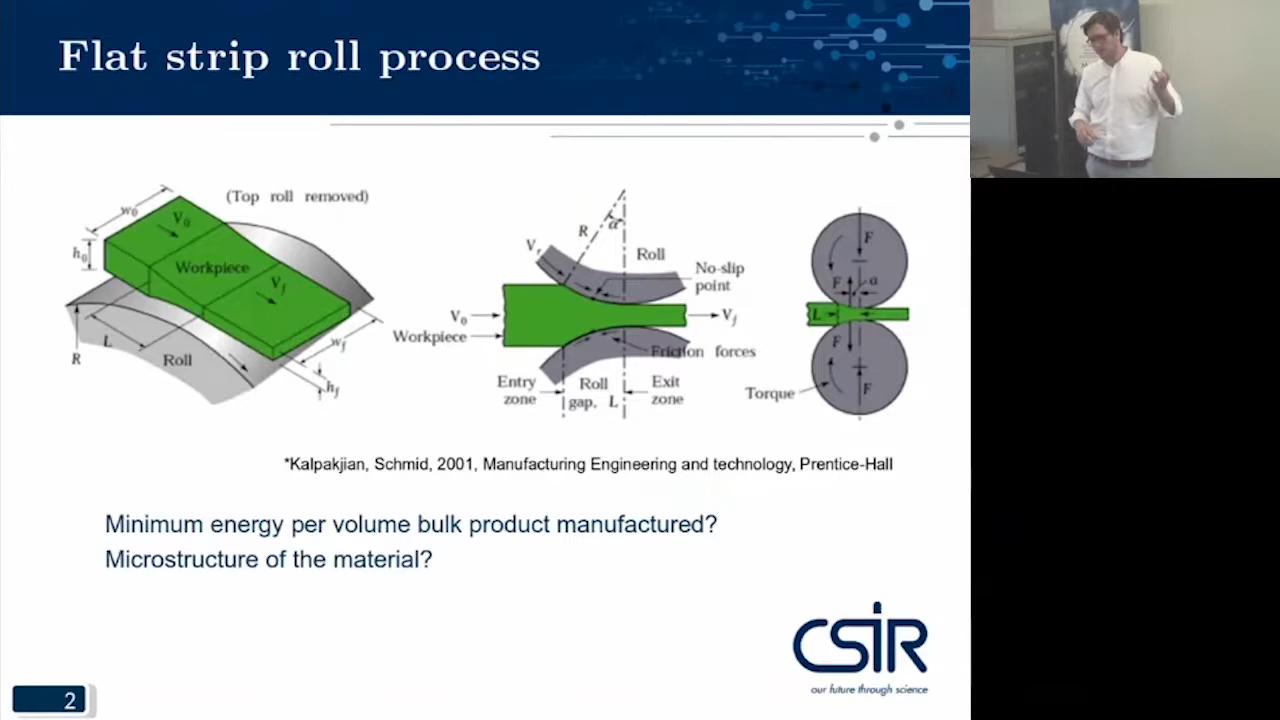 Flat strip roll process
(Top roll removed)
w₀
V₀
h₀
Workpiece
V_f
L
R
Roll
w_f
h_f
R
α
V_r
Roll
No-slip
point
V₀
V_f
Workpiece
Friction forces
Entry
zone
Roll
gap, L
Exit
zone
F
F
a
L
F
Torque
F
*Kalpakjian, Schmid, 2001, Manufacturing Engineering and technology, Prentice-Hall
Minimum energy per volume bulk product manufactured?
Microstructure of the material?
CSIR
our future through science
2